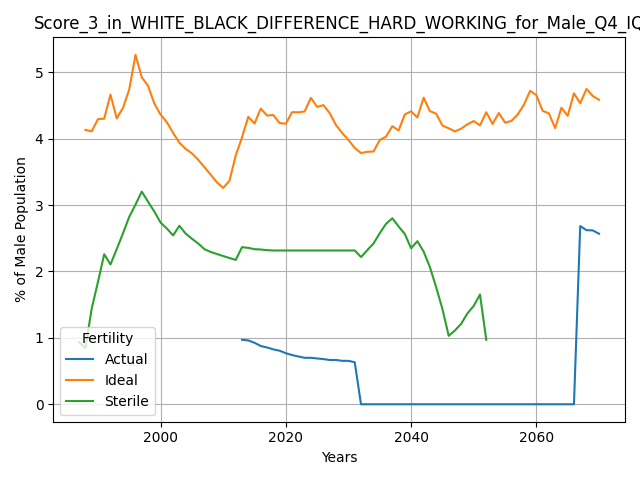 Score_3_in_WHITE_BLACK_DIFFERENCE_HARD_WORKING_for_Male_Q4_IQ
5
4
3
2
1
0
% of Male Population
Fertility
Actual
Ideal
Sterile
2000
2020
2040
2060
Years